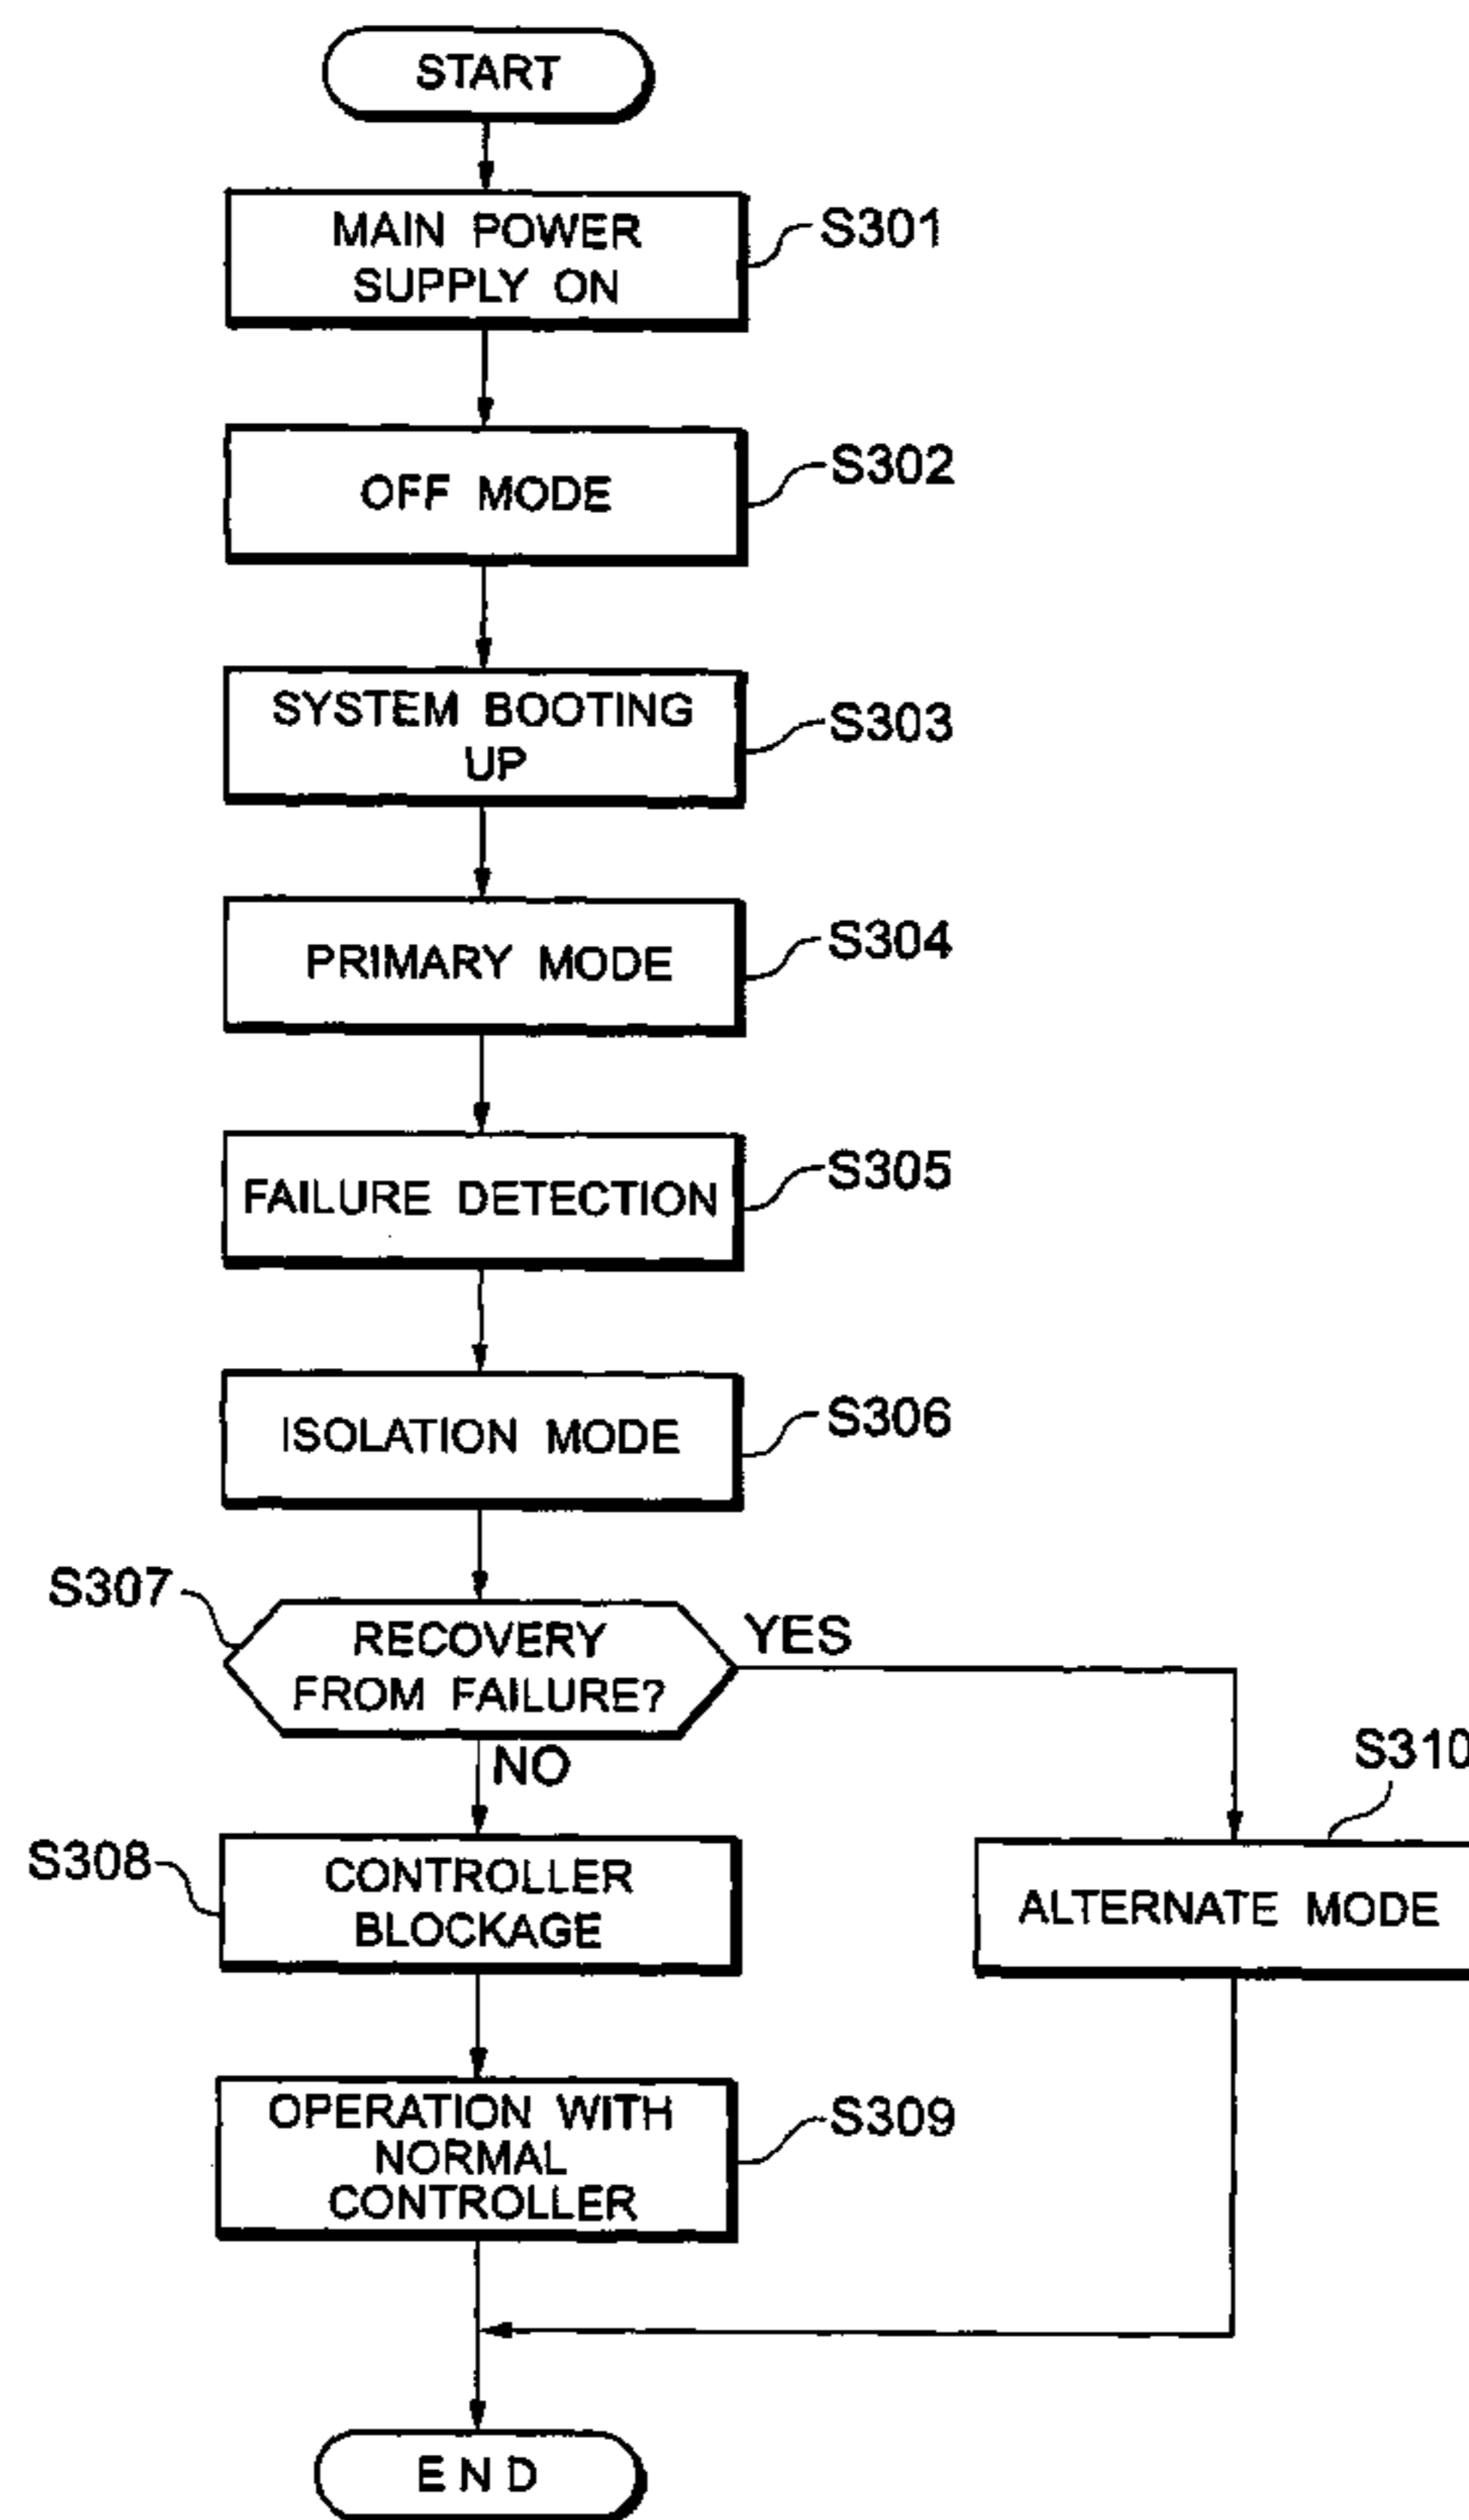 START
MAIN POWER
SUPPLY ON
S301
OFF MODE
S302
SYSTEM BOOTING
UP
S303
PRIMARY MODE
S304
FAILURE DETECTION
S305
ISOLATION MODE
S306
S307
RECOVERY
FROM FAILURE?
YES
NO
S310
S308
CONTROLLER
BLOCKAGE
ALTERNATE MODE
OPERATION WITH
NORMAL
CONTROLLER
S309
END